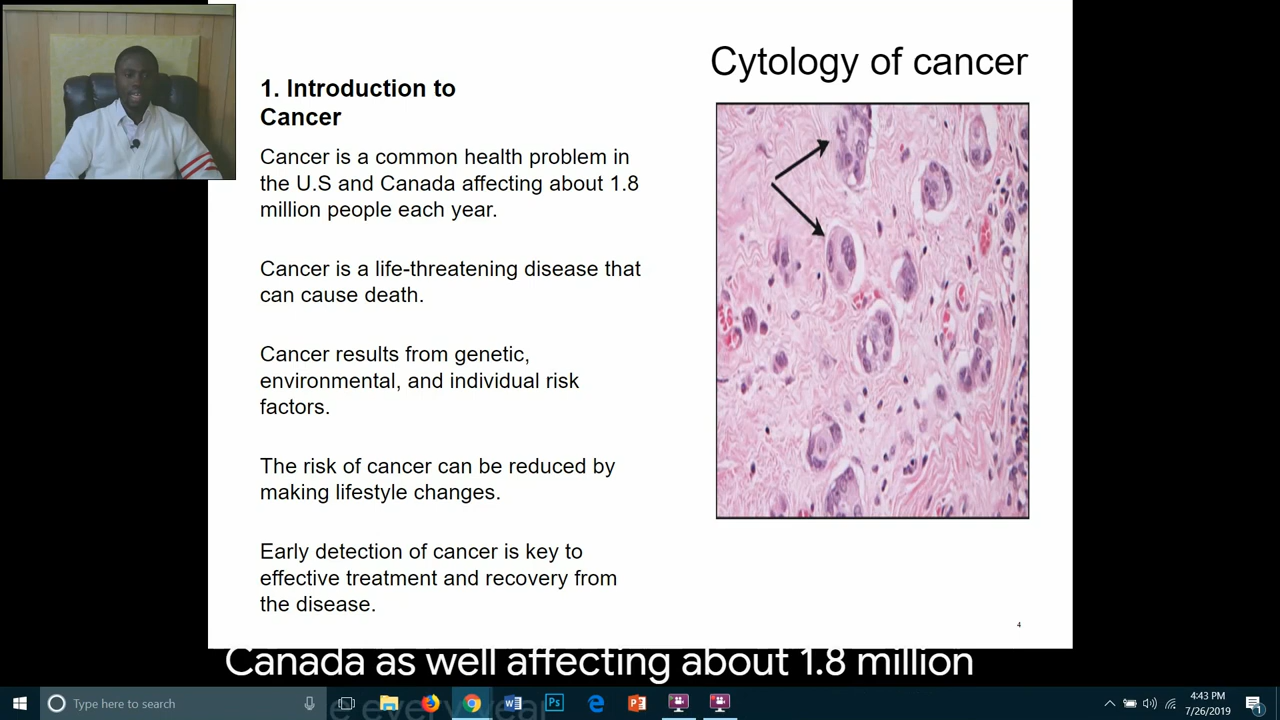 Cytology of cancer
1. Introduction to
Cancer
Cancer is a common health problem in
the U.S and Canada affecting about 1.8
million people each year.
Cancer is a life-threatening disease that
can cause death.
Cancer results from genetic,
environmental, and individual risk
factors.
The risk of cancer can be reduced by
making lifestyle changes.
Early detection of cancer is key to
effective treatment and recovery from
the disease.
4
Canada as well affecting about 1.8 million
every year
Type here to search
4:43 PM
7/26/2019